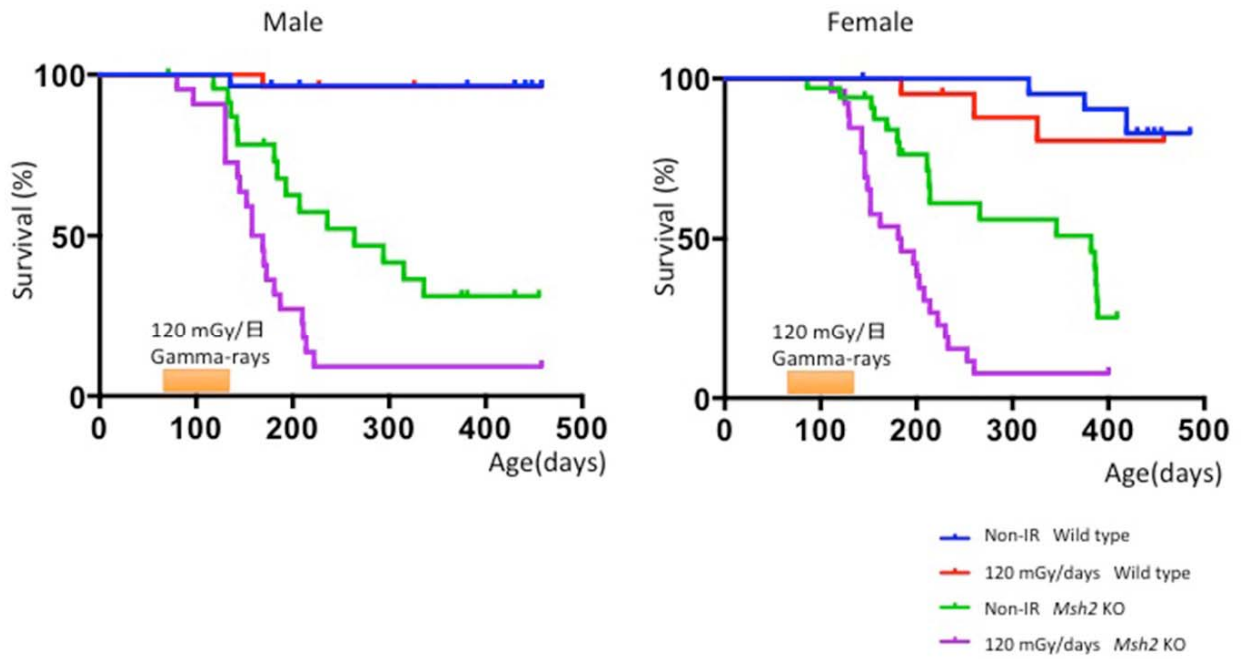 Male
Female
100
50
0
Survival (%)
120 mGy/日
Gamma-rays
0 100 200 300 400 500
Age(days)
100
50
0
Survival (%)
120 mGy/日
Gamma-rays
0 100 200 300 400 500
Age(days)
Non-IR Wild type
120 mGy/days Wild type
Non-IR Msh2 KO
120 mGy/days Msh2 KO